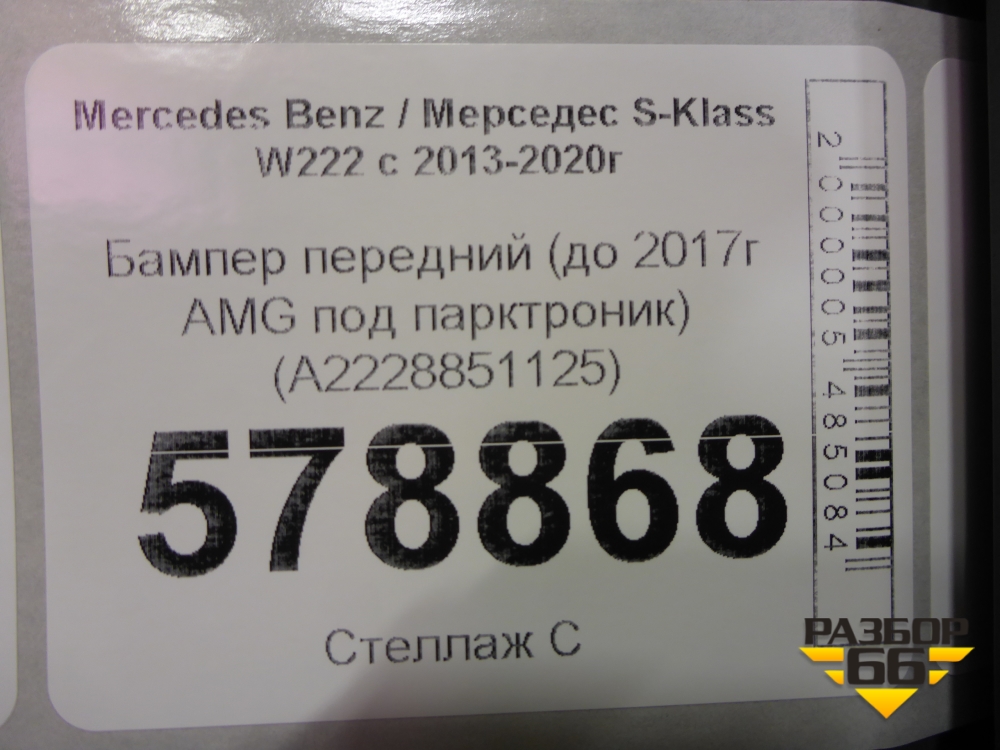 Mercedes Benz / Мерседес S-Klass
W222 с 2013-2020г
Бампер передний (до 2017г
AMG под парктроник)
(A2228851125)
578868
Стеллаж С
2000005485084
РАЗБОР
66